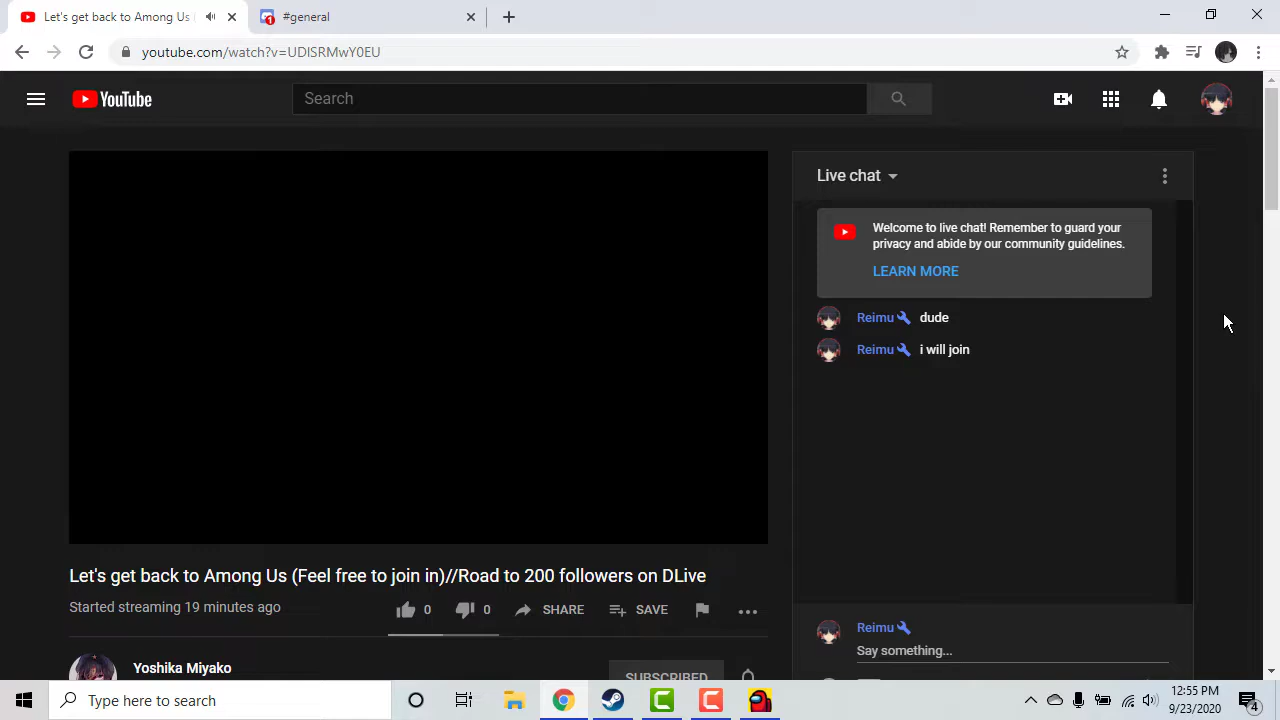 Let's get back to Among Us
#general
youtube.com/watch?v=UDlSRMwY0EU
YouTube
Search
Live chat
Welcome to live chat! Remember to guard your
privacy and abide by our community guidelines.
LEARN MORE
Reimu dude
Reimu i will join
Let's get back to Among Us (Feel free to join in)//Road to 200 followers on DLive
Started streaming 19 minutes ago
0
0
SHARE
SAVE
Yoshika Miyako
SUBSCRIBED
Reimu
Say something...
Type here to search
12:55 PM
9/23/2020
4
1